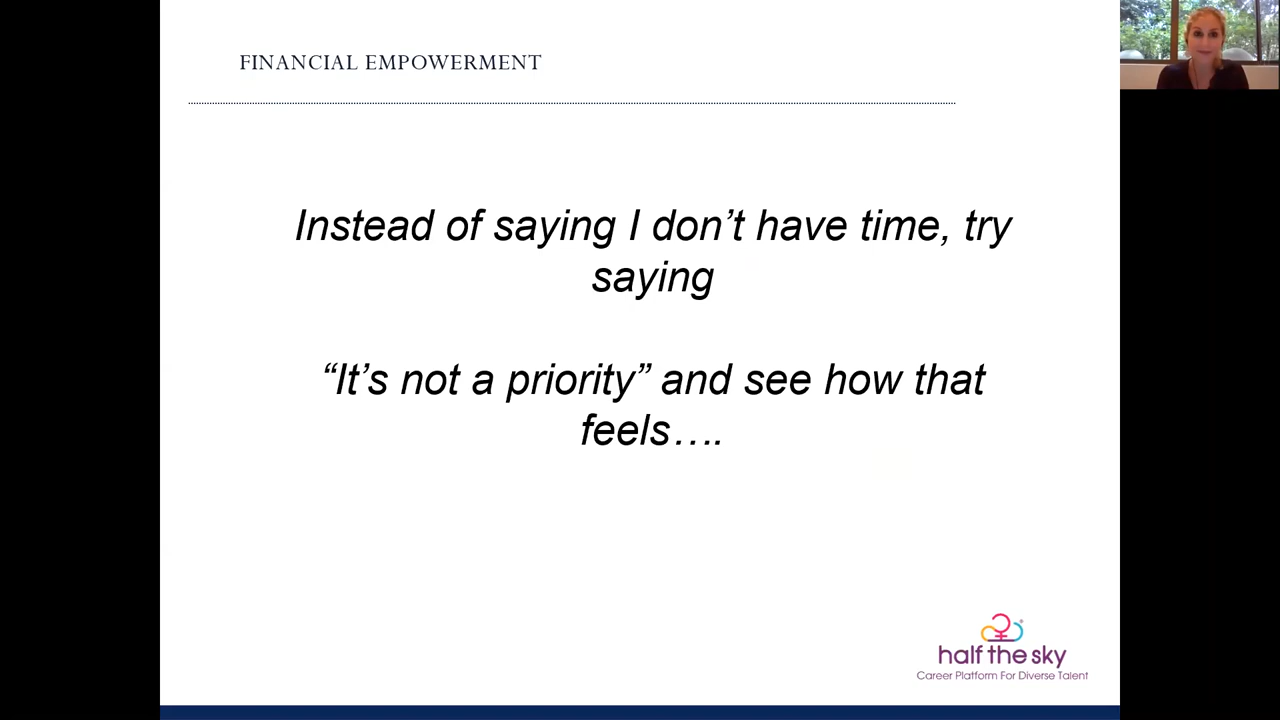 FINANCIAL EMPOWERMENT
Instead of saying I don’t have time, try
saying
“It’s not a priority” and see how that
feels….
half the sky
Career Platform For Diverse Talent